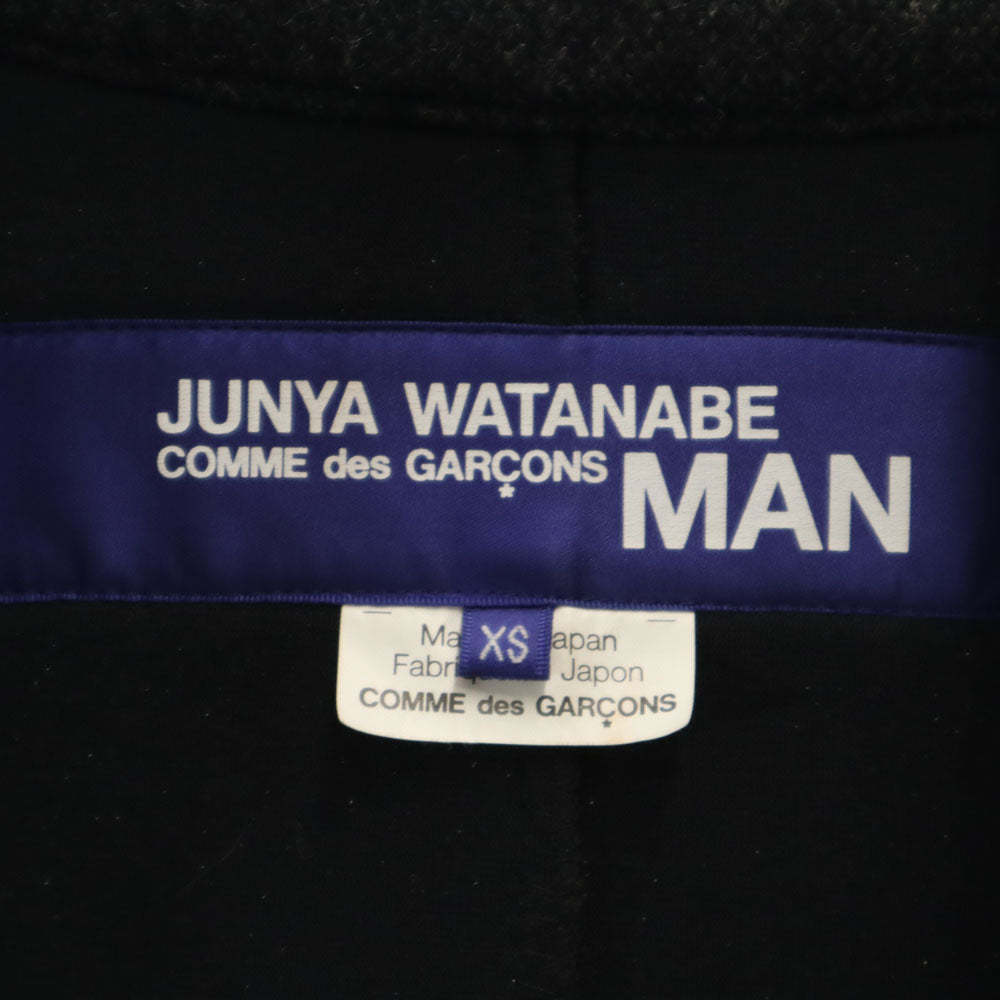 JUNYA WATANABE
COMME des GARÇONS MAN
XS
Japon
COMME des GARÇONS